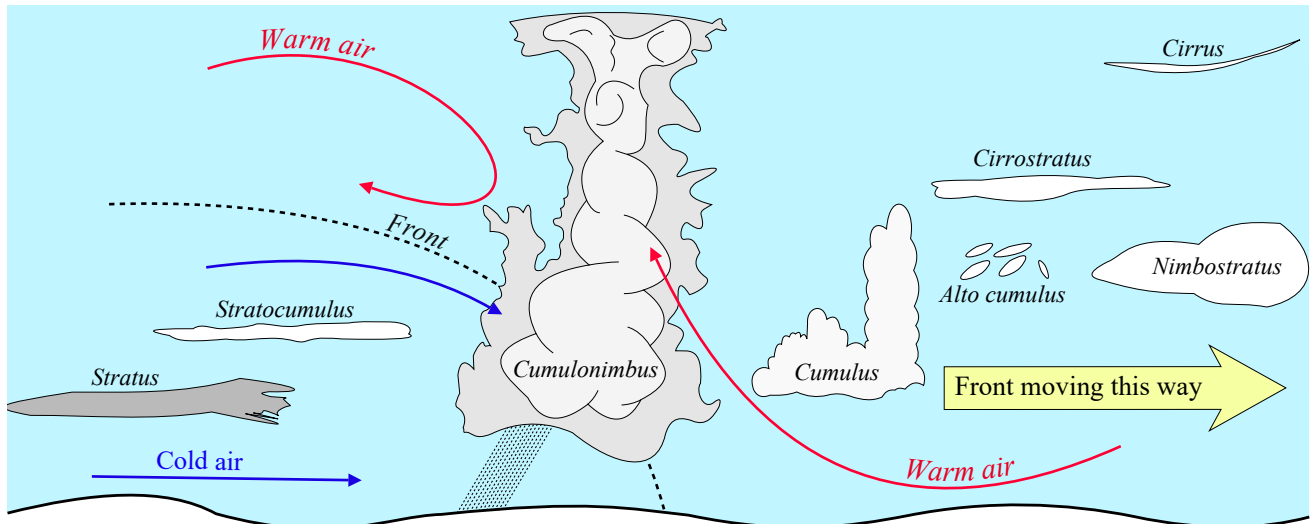 Warm air
Cirrus
Cirrostratus
Front
Nimbostratus
Alto cumulus
Stratocumulus
Cumulonimbus
Cumulus
Stratus
Front moving this way
Cold air
Warm air